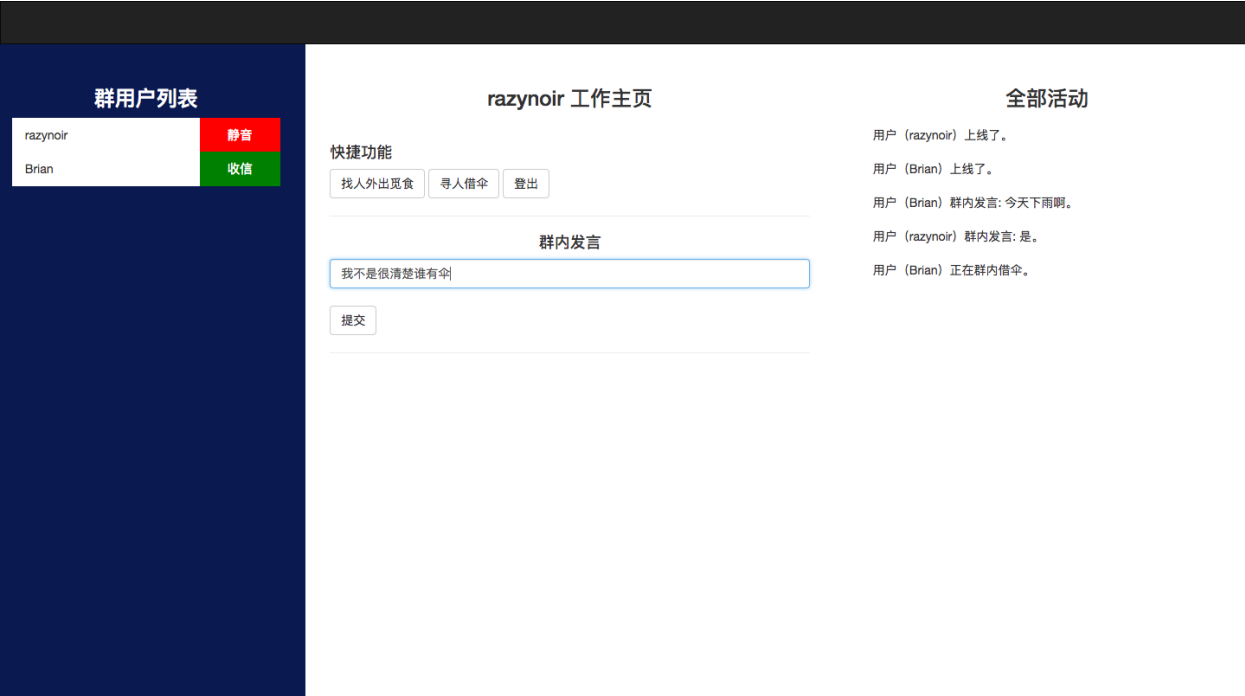 群用户列表
razynoir 静音
Brian 收信
razynoir 工作主页
快捷功能
找人外出觅食 寻人借伞 登出
群内发言
我不是很清楚谁有伞
提交
全部活动
用户（razynoir）上线了。
用户（Brian）上线了。
用户（Brian）群内发言: 今天下雨啊。
用户（razynoir）群内发言: 是。
用户（Brian）正在群内借伞。